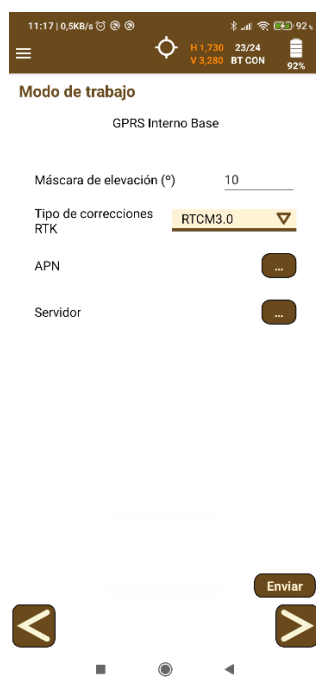 11:17 | 0,5KB/s
92
H 1,730 23/24
V 3,280 BT CON
92%
Modo de trabajo
GPRS Interno Base
Máscara de elevación (º) 10
Tipo de correcciones RTK RTCM3.0
APN ...
Servidor ...
Enviar
< >